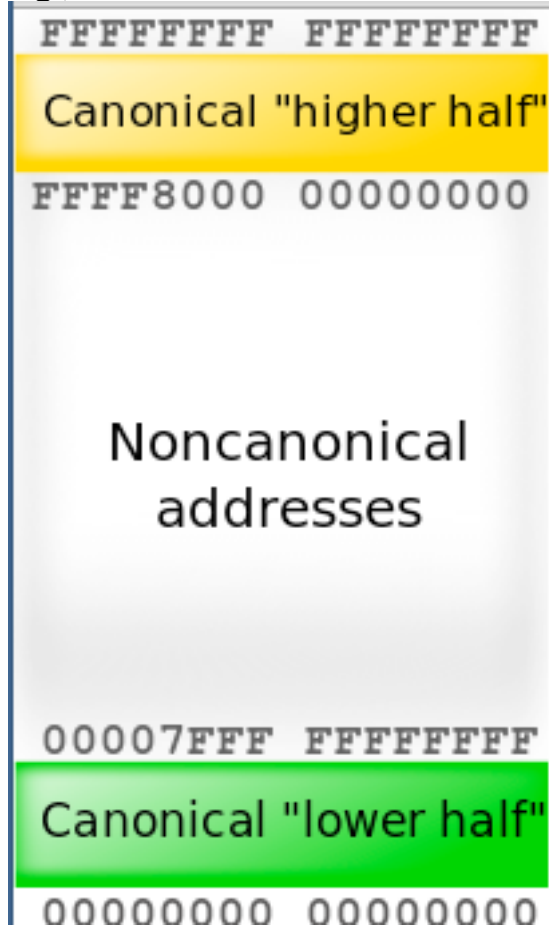 FFFFFFFF FFFFFFFF
Canonical "higher half"
FFFF8000 00000000
Noncanonical
addresses
00007FFF FFFFFFFF
Canonical "lower half"
00000000 00000000